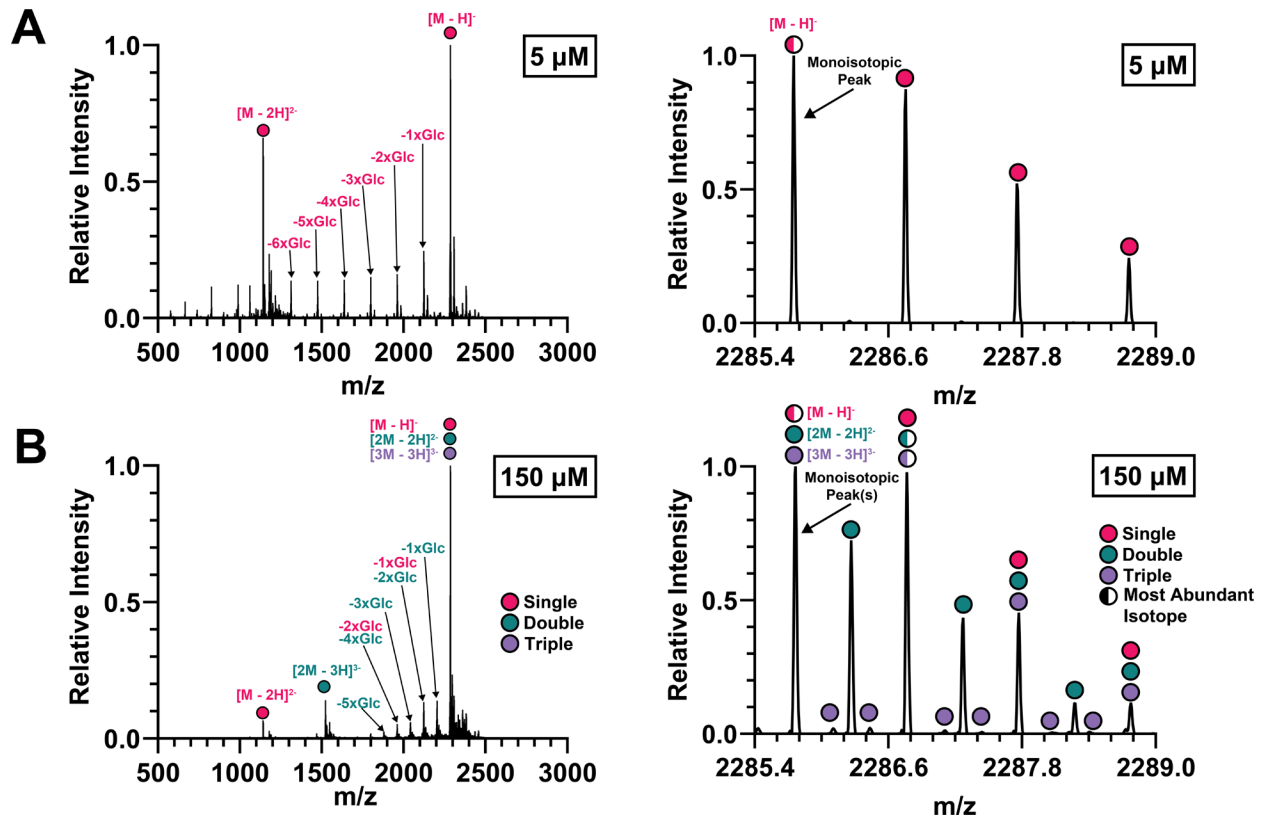 A
[M - H]-
5 µM
[M - 2H]2-
-1xGlc
-2xGlc
-3xGlc
-4xGlc
-5xGlc
-6xGlc
Relative Intensity
1.0
0.5
0.0
500 1000 1500 2000 2500 3000
m/z
[M - H]-
5 µM
Monoisotopic
Peak
Relative Intensity
1.0
0.5
0.0
2285.4 2286.6 2287.8 2289.0
m/z
B
[M - H]-
[2M - 2H]2-
[3M - 3H]3-
150 µM
-1xGlc
-1xGlc
-2xGlc
-3xGlc
-2xGlc
-4xGlc
-5xGlc
[2M - 3H]3-
[M - 2H]2-
Single
Double
Triple
Relative Intensity
1.0
0.5
0.0
500 1000 1500 2000 2500 3000
m/z
[M - H]-
[2M - 2H]2-
[3M - 3H]3-
150 µM
Monoisotopic
Peak(s)
Single
Double
Triple
Most Abundant
Isotope
Relative Intensity
1.0
0.5
0.0
2285.4 2286.6 2287.8 2289.0
m/z